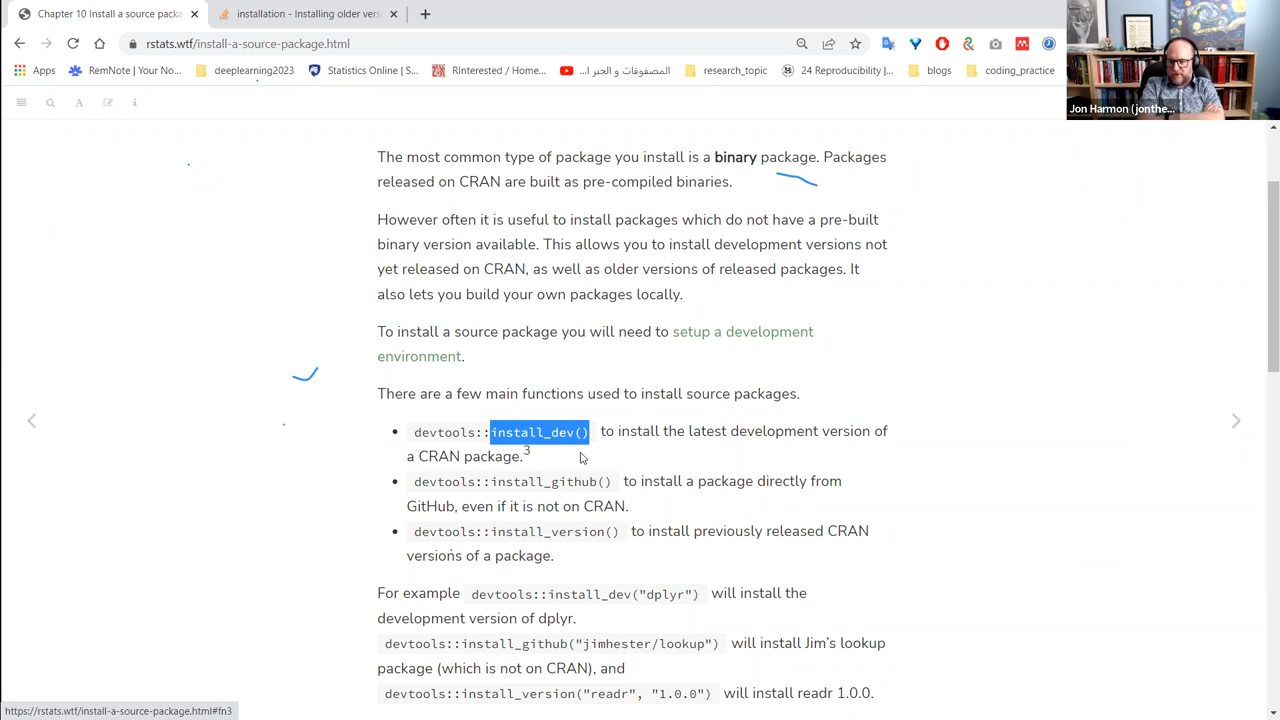 Chapter 10 Install a source packa
installation - Installing older ver
rstats.wtf/install-a-source-package.html
Apps
RemNote | Your No...
deeplearning2023
Statistics Online | S...
المصفوفات و الجبر ا...
research_topic
24 Reproducibility | ...
blogs
coding_practice
Jon Harmon (jonthe...
The most common type of package you install is a binary package. Packages
released on CRAN are built as pre-compiled binaries.
However often it is useful to install packages which do not have a pre-built
binary version available. This allows you to install development versions not
yet released on CRAN, as well as older versions of released packages. It
also lets you build your own packages locally.
To install a source package you will need to setup a development
environment.
There are a few main functions used to install source packages.
devtools::install_dev() to install the latest development version of
a CRAN package.3
devtools::install_github() to install a package directly from
GitHub, even if it is not on CRAN.
devtools::install_version() to install previously released CRAN
versions of a package.
For example devtools::install_dev("dplyr") will install the
development version of dplyr.
devtools::install_github("jimhester/lookup") will install Jim's lookup
package (which is not on CRAN), and
devtools::install_version("readr", "1.0.0") will install readr 1.0.0.
https://rstats.wtf/install-a-source-package.html#fn3